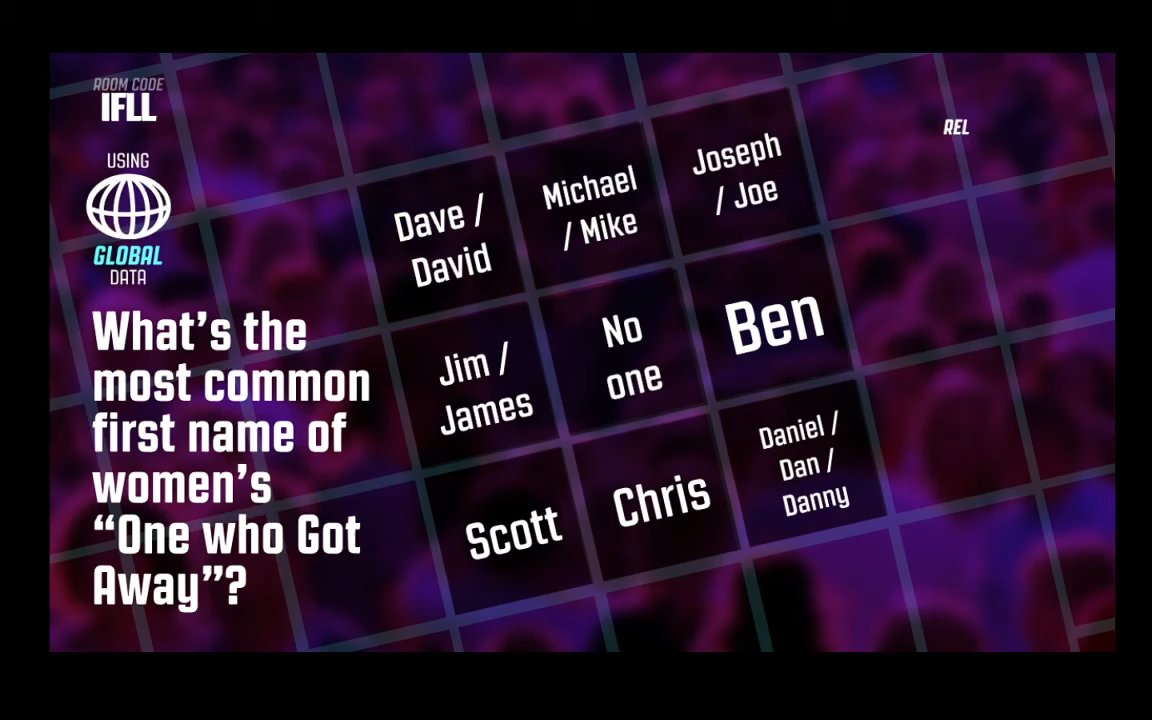 ROOM CODE
IFLL
USING
GLOBAL
DATA
What's the
most common
first name of
women's
“One who Got
Away”?
Dave /
David
Michael
/ Mike
Joseph
/ Joe
Jim /
James
No
one
Ben
Scott
Chris
Daniel /
Dan /
Danny
REL